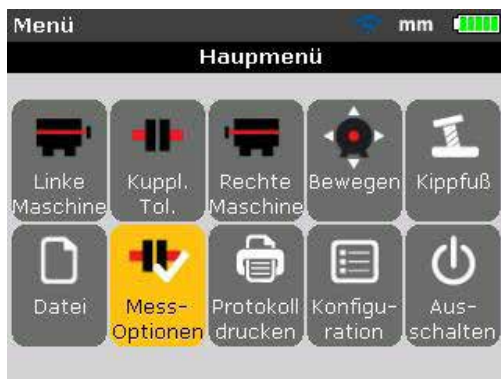 Menü mm
Haupmenü
Linke Maschine
Kuppl. Tol.
Rechte Maschine
Bewegen
Kippfuß
Datei
Mess-
Optionen
Protokoll drucken
Konfigu-
ration
Aus-
schalten